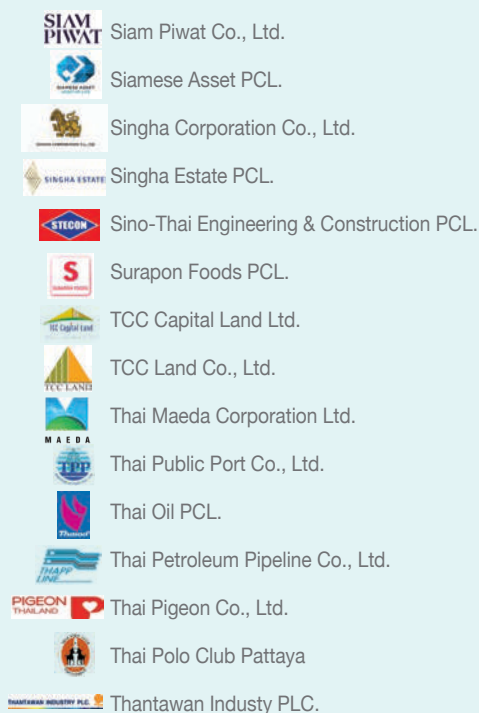 SIAM
PIWAT
Siam Piwat Co., Ltd.
SIAMESE ASSET
Siamese Asset PCL.
Singha Corporation Co., Ltd.
SINGHA ESTATE
Singha Estate PCL.
STECON
Sino-Thai Engineering & Construction PCL.
S
SURAPON FOODS
Surapon Foods PCL.
TCC Capital Land
TCC Capital Land Ltd.
TCC LAND
TCC Land Co., Ltd.
MAEDA
Thai Maeda Corporation Ltd.
TPP
Thai Public Port Co., Ltd.
Thaioil
Thai Oil PCL.
THAPP
LINE
Thai Petroleum Pipeline Co., Ltd.
PIGEON
THAILAND
Thai Pigeon Co., Ltd.
Thai Polo Club Pattaya
THANTAWAN INDUSTRY PLC.
Thantawan Industy PLC.